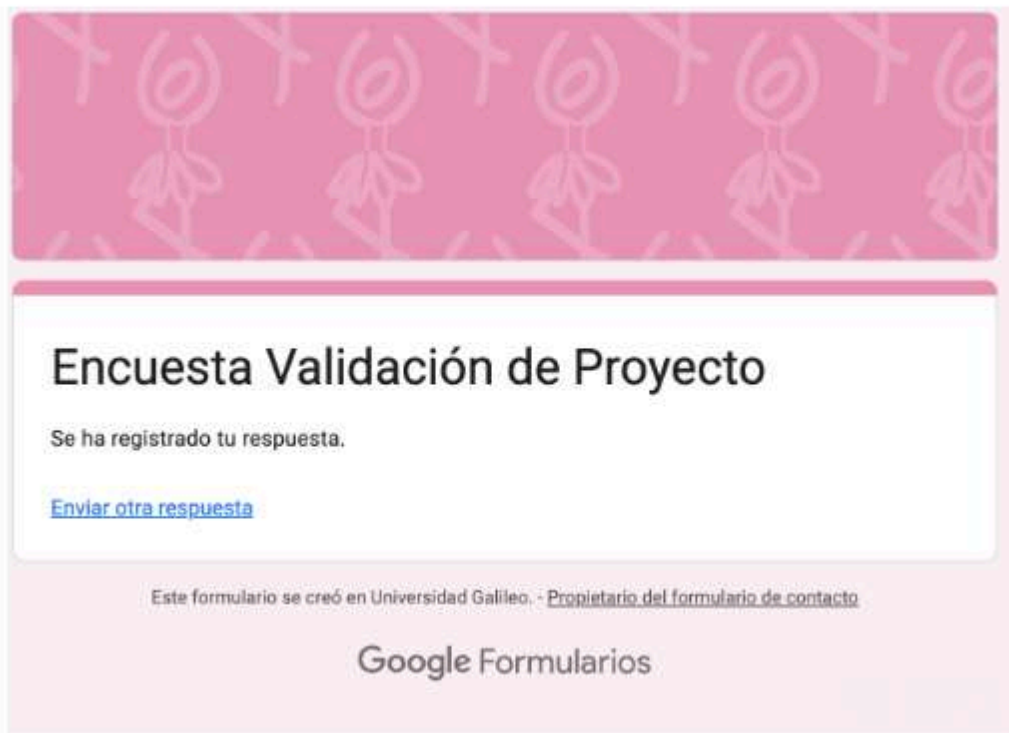 Encuesta Validación de Proyecto
Se ha registrado tu respuesta.
Enviar otra respuesta
Este formulario se creó en Universidad Galileo. - Propietario del formulario de contacto
Google Formularios